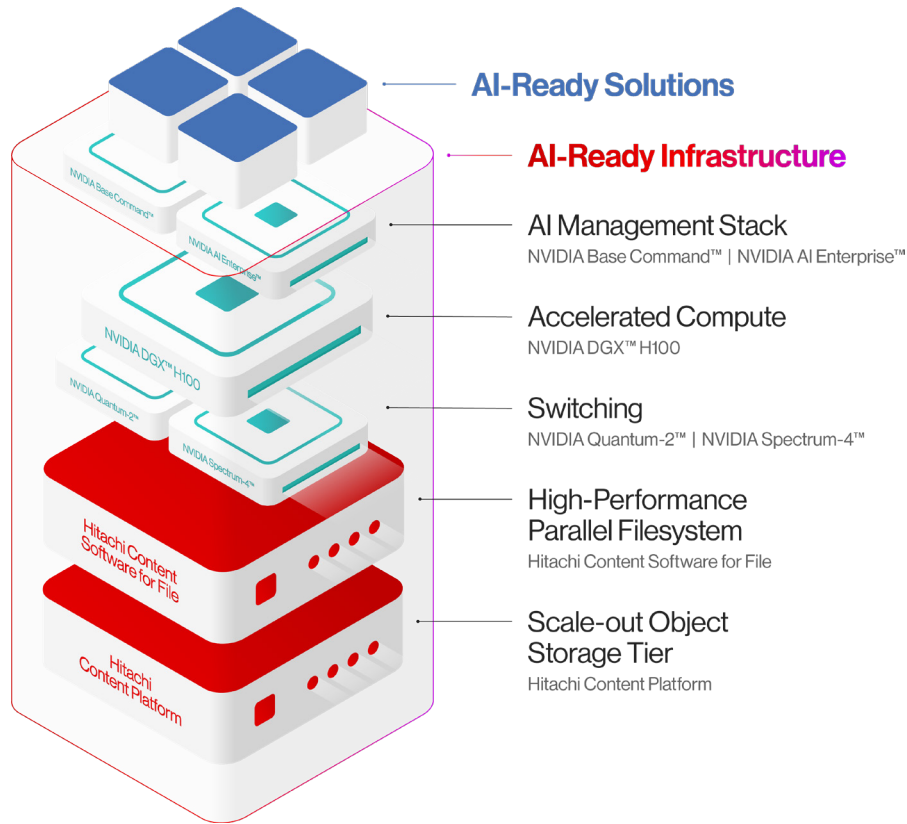 AI-Ready Solutions
AI-Ready Infrastructure
NVIDIA Base Command™
NVIDIA AI Enterprise™
AI Management Stack
NVIDIA Base Command™ | NVIDIA AI Enterprise™
NVIDIA DGX™ H100
Accelerated Compute
NVIDIA DGX™ H100
NVIDIA Quantum-2™
NVIDIA Spectrum-4™
Switching
NVIDIA Quantum-2™ | NVIDIA Spectrum-4™
Hitachi Content
Software for File
High-Performance
Parallel Filesystem
Hitachi Content Software for File
Hitachi
Content Platform
Scale-out Object
Storage Tier
Hitachi Content Platform